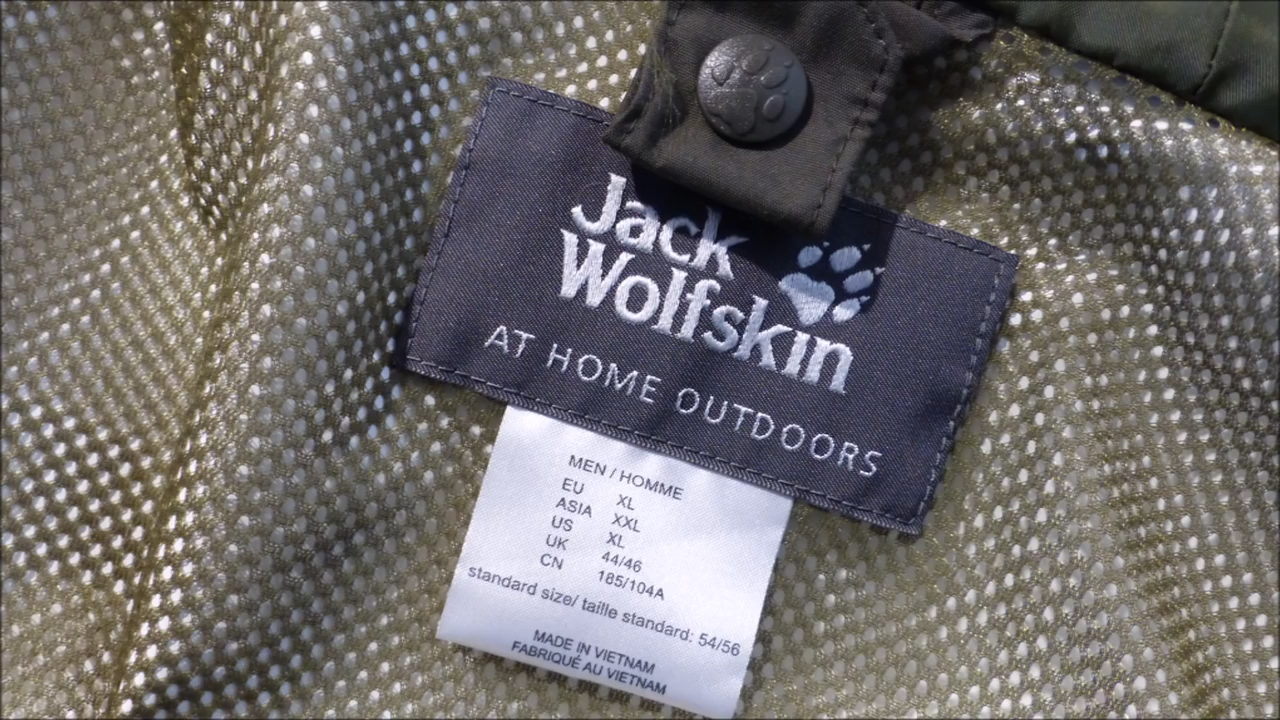 Jack
Wolfskin
AT HOME OUTDOORS
MEN / HOMME
EU XL
ASIA XXL
US XL
UK 44/46
CN 185/104A
standard size/ taille standard: 54/56
MADE IN VIETNAM
FABRIQUÉ AU VIETNAM